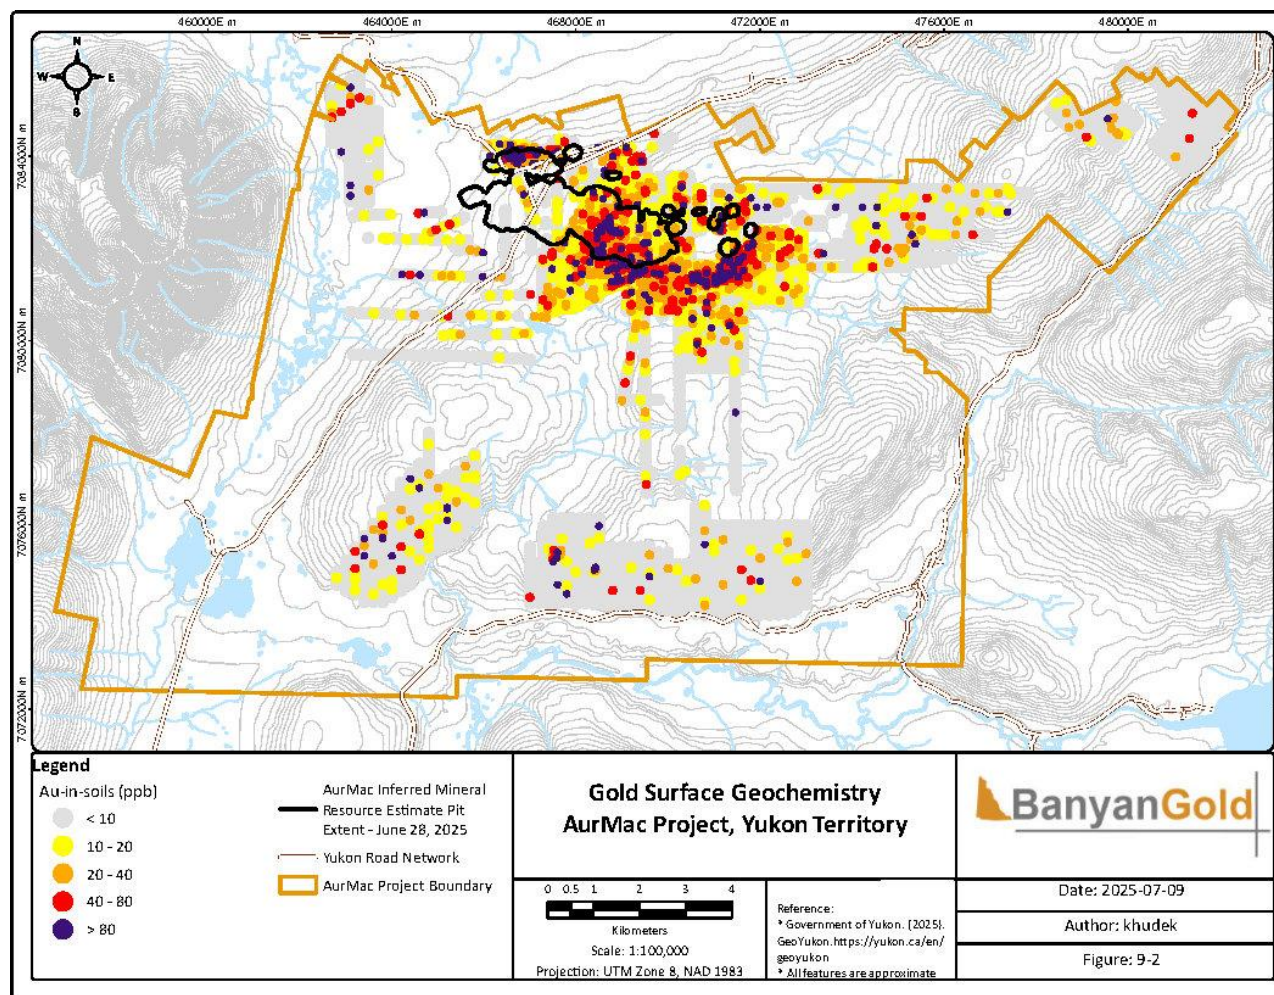 460000E m 464000E m 468000E m 472000E m 476000E m 480000E m
N
W E
S
7084000N m
7080000N m
7076000N m
7072000N m
Legend
Au-in-soils (ppb)
< 10
10 - 20
20 - 40
40 - 80
> 80
AurMac Inferred Mineral
Resource Estimate Pit
Extent - June 28, 2025
Yukon Road Network
AurMac Project Boundary
Gold Surface Geochemistry
AurMac Project, Yukon Territory
0 0.5 1 2 3 4
Kilometers
Scale: 1:100,000
Projection: UTM Zone 8, NAD 1983
Reference:
* Government of Yukon. (2025).
GeoYukon.https://yukon.ca/en/
geoyukon
* All features are approximate
BanyanGold
Date: 2025-07-09
Author: khudek
Figure: 9-2